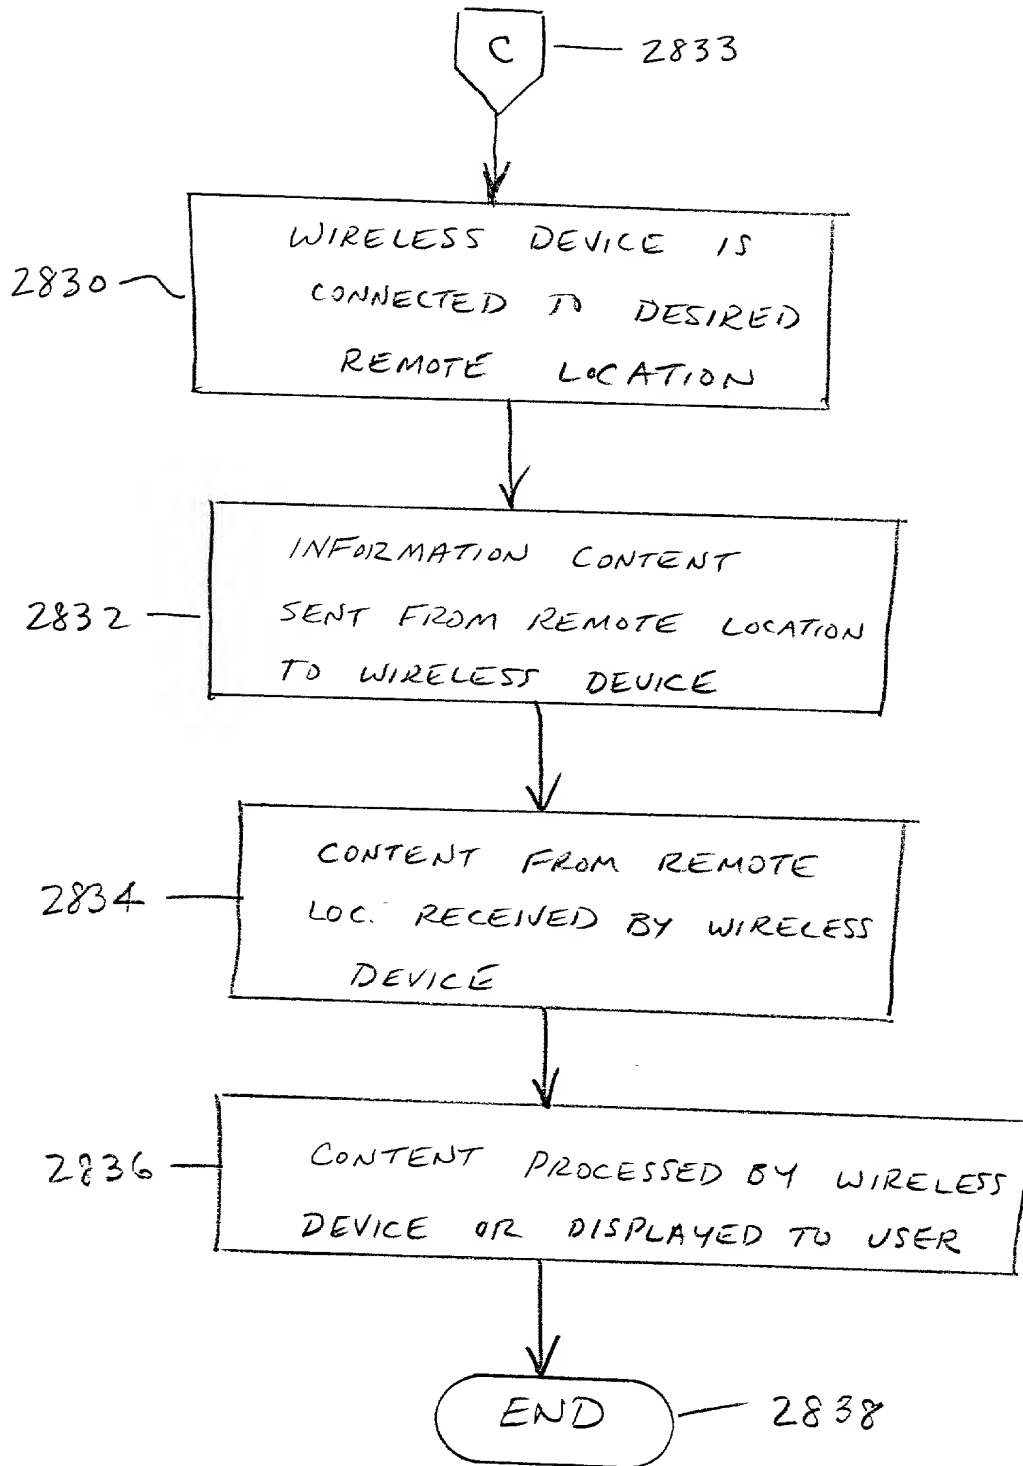 C 2833
WIRELESS DEVICE IS
2830
CONNECTED TO DESIRED
REMOTE LOCATION
INFORMATION CONTENT
2832
SENT FROM REMOTE LOCATION
TO WIRELESS DEVICE
CONTENT FROM REMOTE
2834
LOC. RECEIVED BY WIRELESS
DEVICE
2836
CONTENT PROCESSED BY WIRELESS
DEVICE OR DISPLAYED TO USER
END 2838